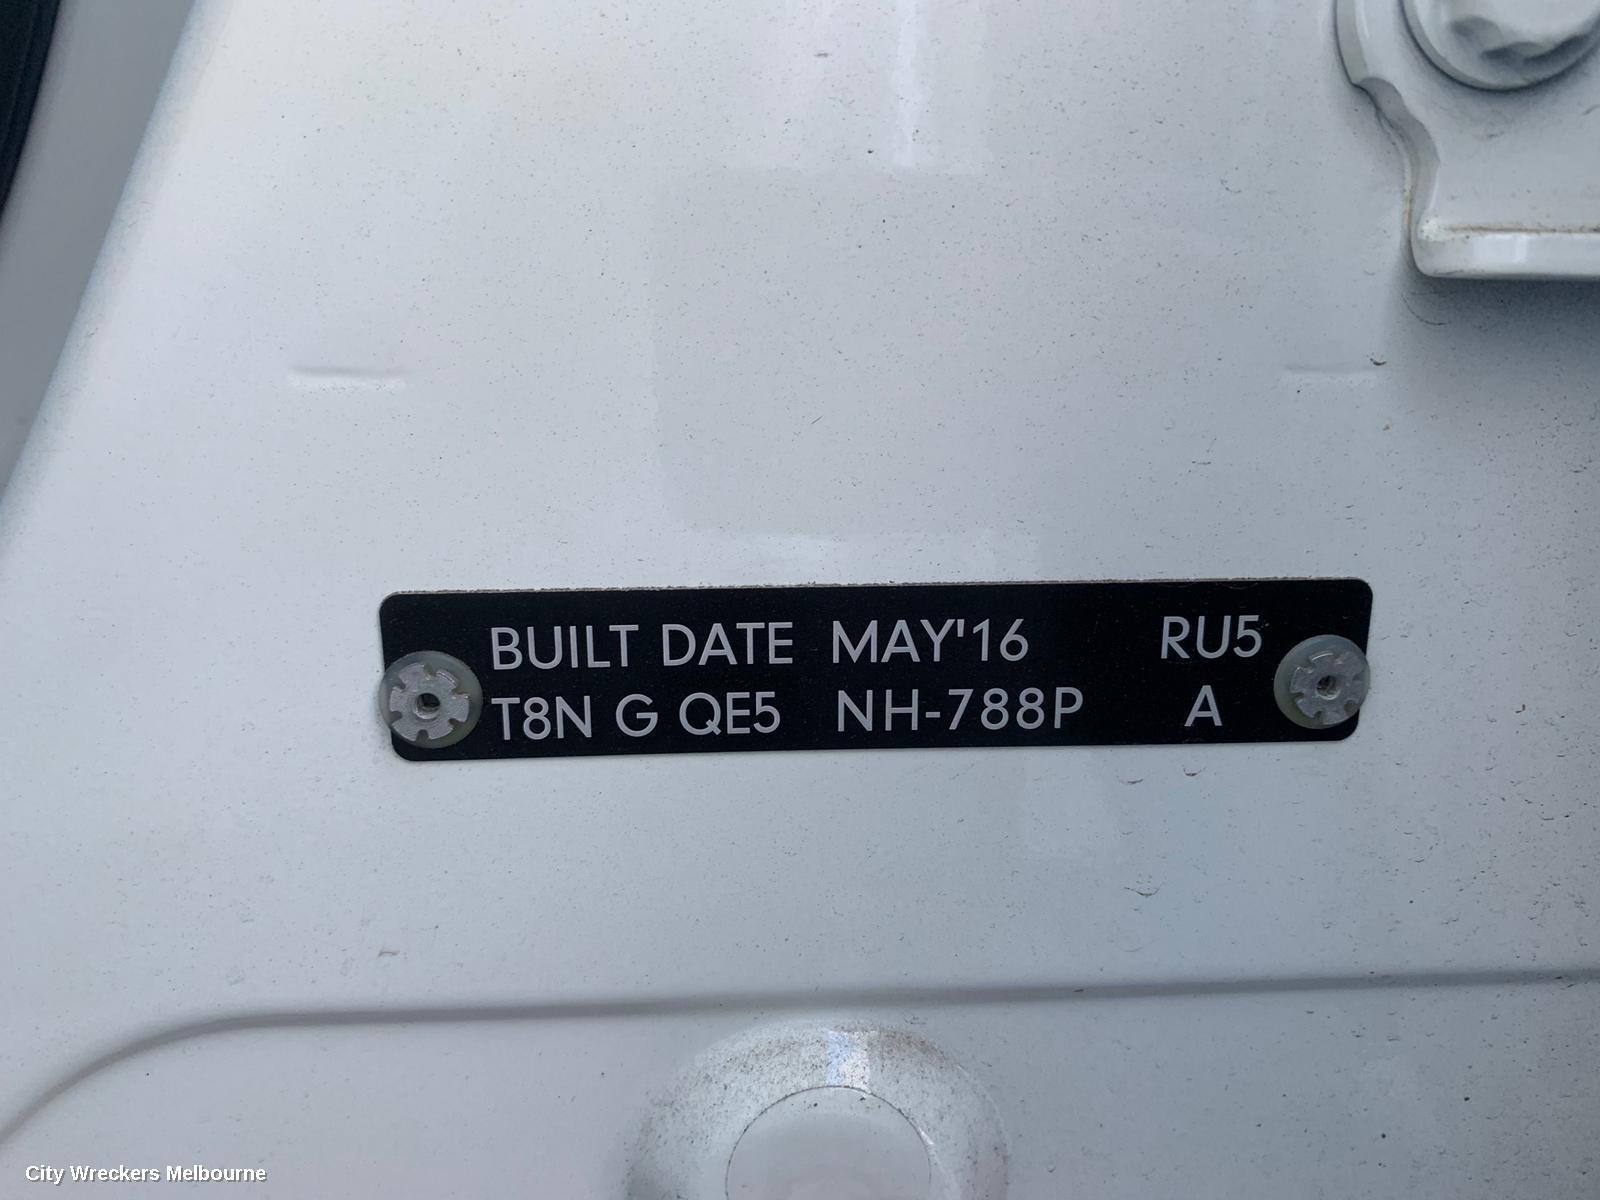 BUILT DATE MAY'16 RU5
T8N G QE5 NH-788P A
City Wreckers Melbourne